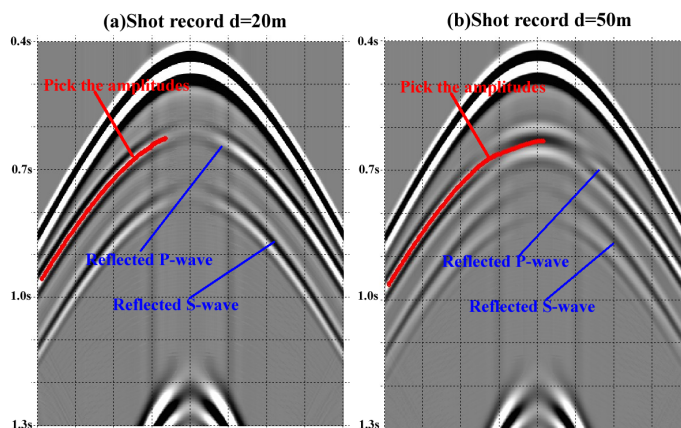 (a)Shot record d=20m
(b)Shot record d=50m
0.4s
Pick the amplitudes
0.7s
Reflected P-wave
1.0s
Reflected S-wave
1.3s
0.4s
Pick the amplitudes
0.7s
Reflected P-wave
1.0s
Reflected S-wave
1.3s